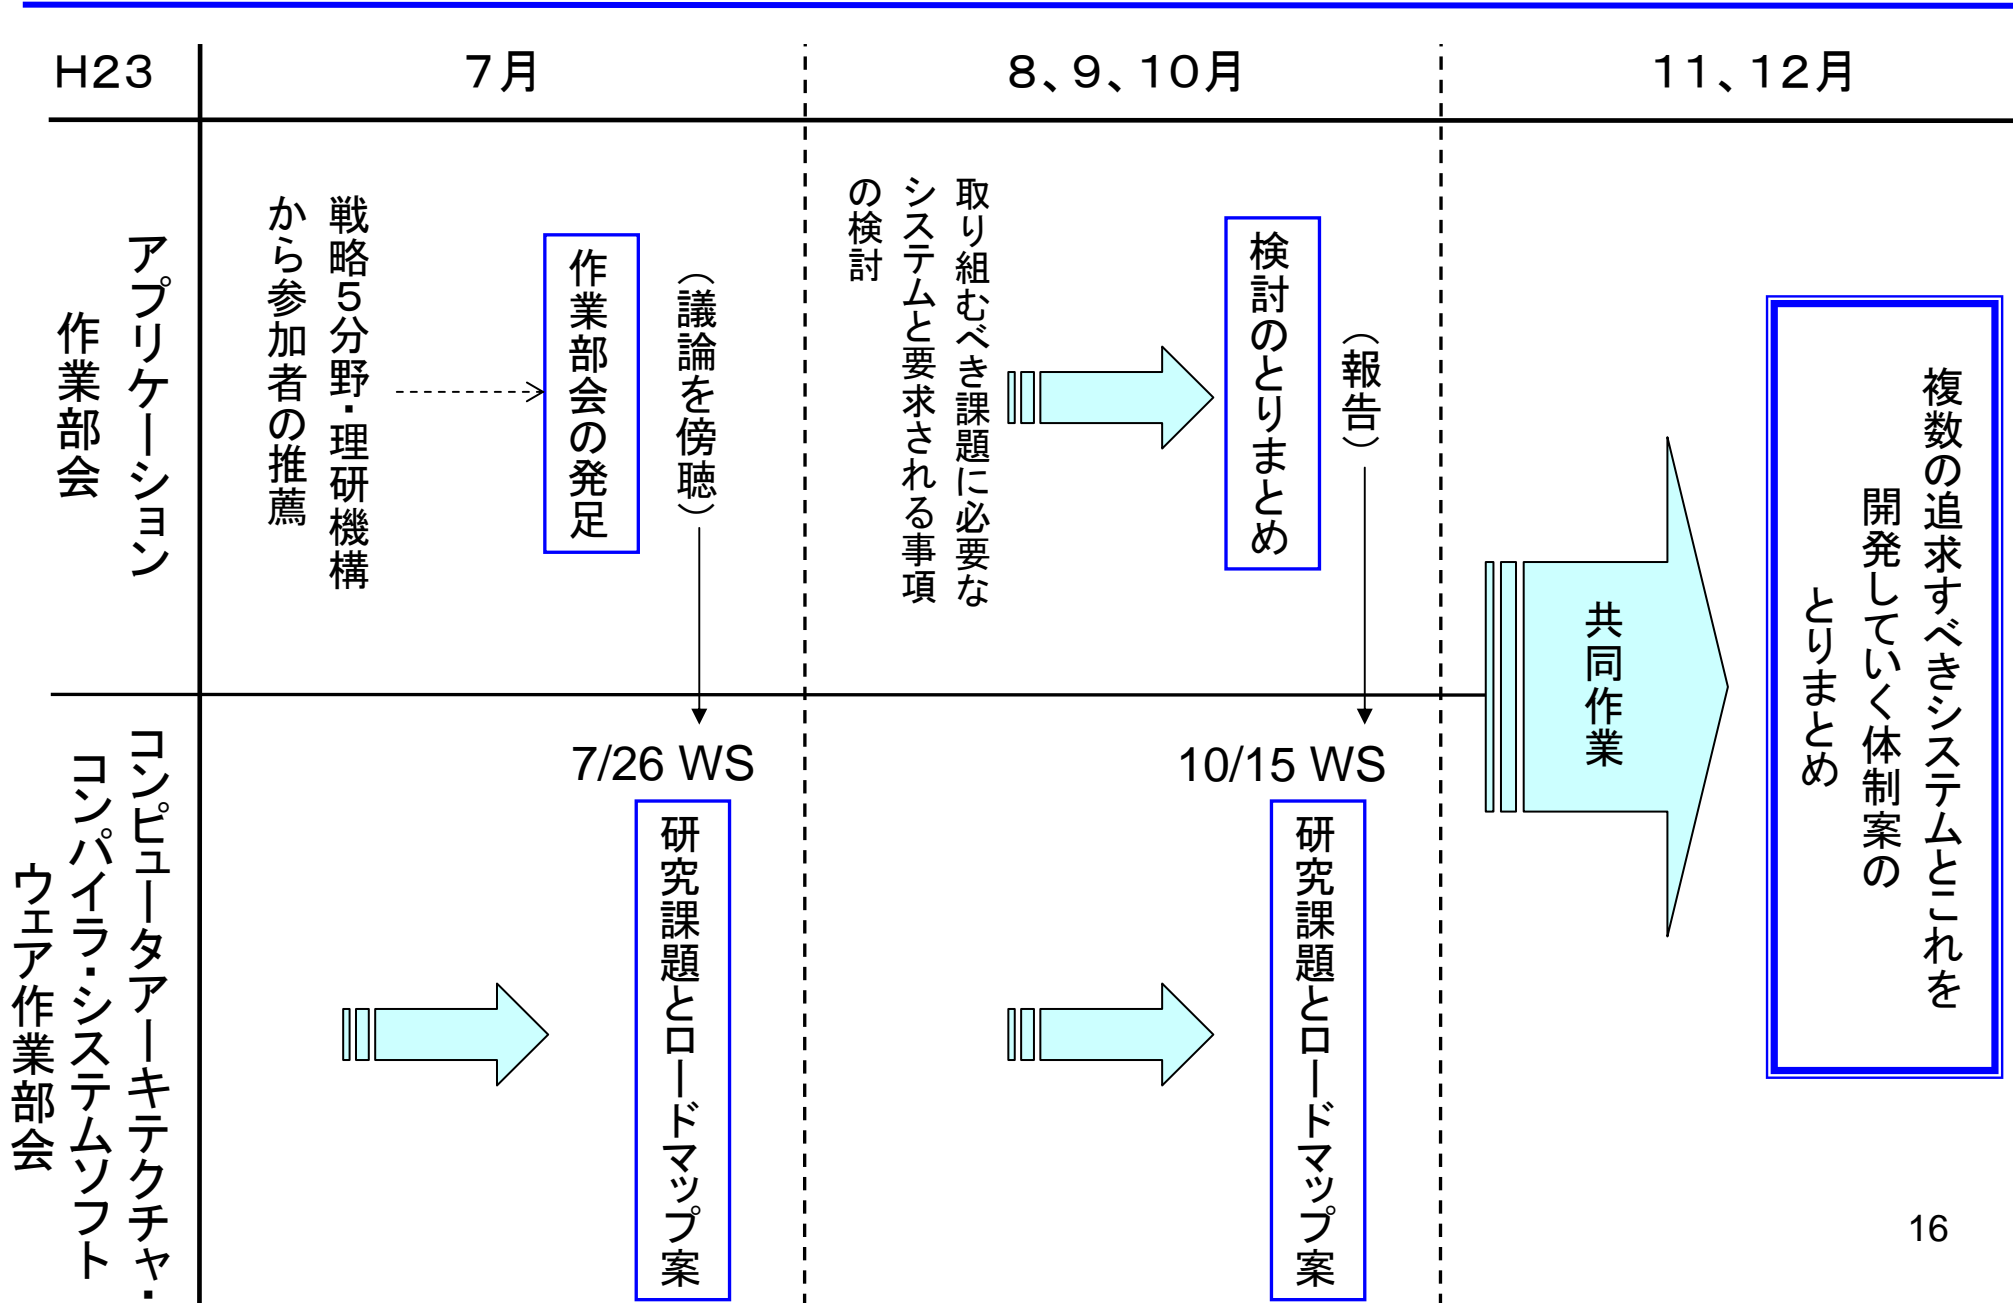 H23
７月
８、９、１０月
１１、１２月
アプリケーション
作業部会
戦略５分野・理研機構
から参加者の推薦
作業部会の発足
（議論を傍聴）
取り組むべき課題に必要な
システムと要求される事項
の検討
検討のとりまとめ
（報告）
共同作業
複数の追求すべきシステムとこれを
開発していく体制案の
とりまとめ
コンピュータアーキテクチャ・
コンパイラ・システムソフト
ウェア作業部会
7/26 WS
研究課題とロードマップ案
10/15 WS
研究課題とロードマップ案
16